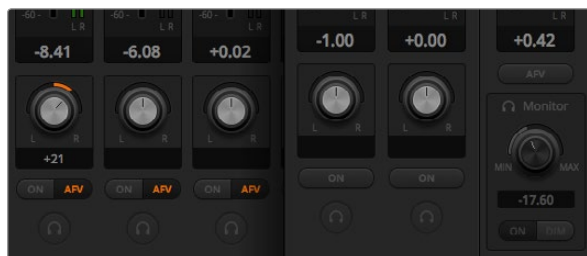 -60- -60- -60-
L R L R L R L R L R L R
-8.41 -6.08 +0.02 -1.00 +0.00 +0.42
AFV
Monitor
L R L R L R L R L R
MIN MAX
+21
ON AFV ON AFV ON AFV ON ON
-17.60
ON DIM